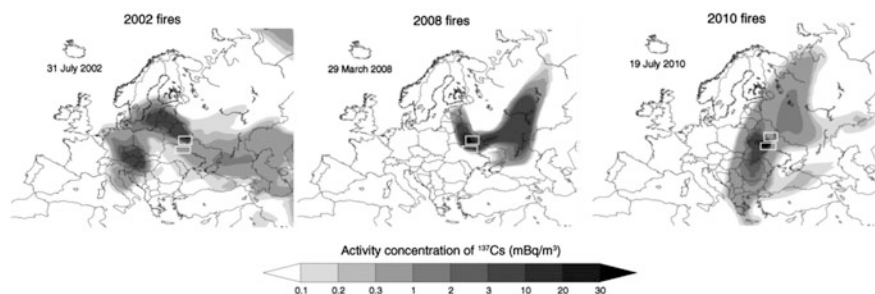 2002 fires
31 July 2002
2008 fires
29 March 2008
2010 fires
19 July 2010
Activity concentration of ¹³⁷Cs (mBq/m³)
0.1 0.2 0.3 1 2 3 10 20 30